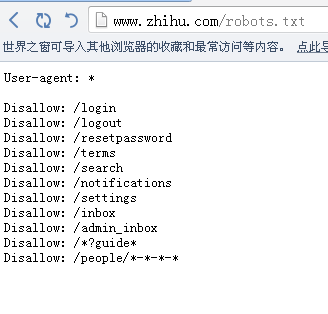 www.zhihu.com/robots.txt
世界之窗可导入其他浏览器的收藏和最常访问等内容。 点此导
User-agent: *
Disallow: /login
Disallow: /logout
Disallow: /resetpassword
Disallow: /terms
Disallow: /search
Disallow: /notifications
Disallow: /settings
Disallow: /inbox
Disallow: /admin_inbox
Disallow: /*?guide*
Disallow: /people/*-*-*-*